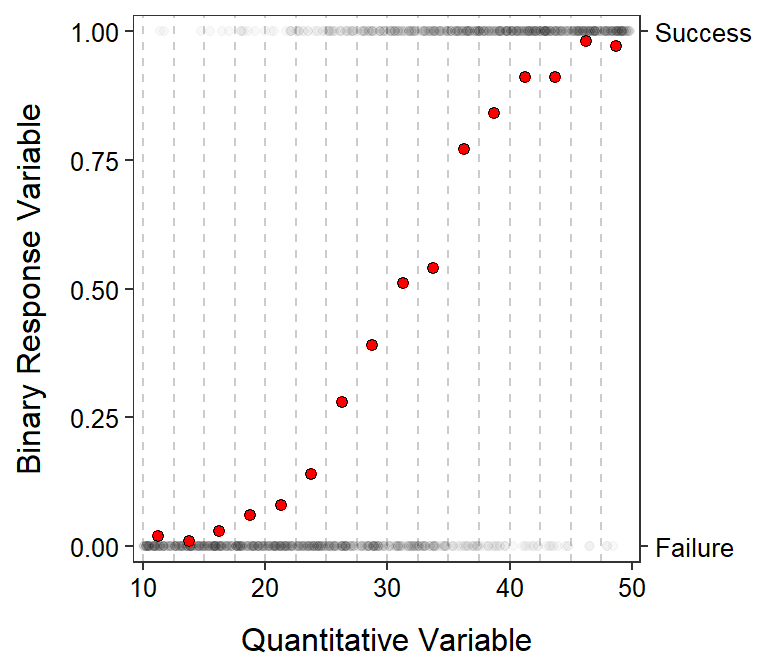 Binary Response Variable
1.00
0.75
0.50
0.25
0.00
Success
Failure
10 20 30 40 50
Quantitative Variable